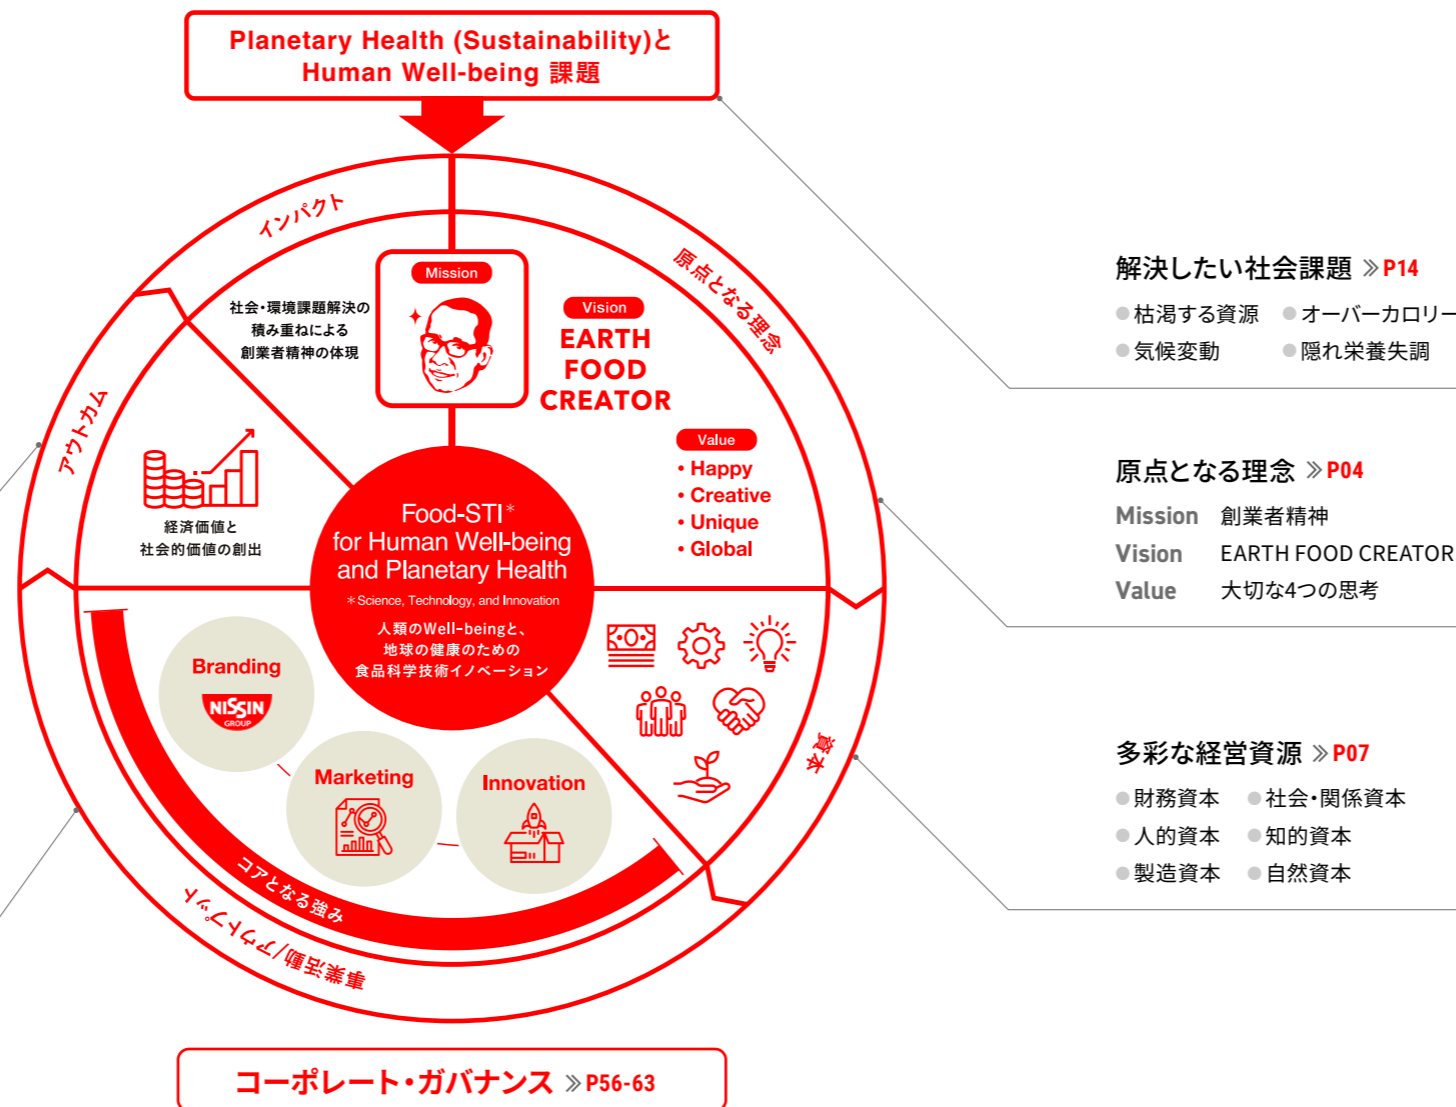 Planetary Health (Sustainability)と
Human Well-being 課題
インパクト
原点となる理念
アウトカム
資本
事業活動/アウトプット
コアとなる強み
社会・環境課題解決の
積み重ねによる
創業者精神の体現
Mission
Vision
EARTH
FOOD
CREATOR
Value
• Happy
• Creative
• Unique
• Global
経済価値と
社会的価値の創出
Food-STI*
for Human Well-being
and Planetary Health
*Science, Technology, and Innovation
人類のWell-beingと、
地球の健康のための
食品科学技術イノベーション
Branding
NISSIN
GROUP
Marketing
Innovation
コーポレート・ガバナンス ≫P56-63
解決したい社会課題 ≫P14
●枯渇する資源 ●オーバーカロリー
●気候変動 ●隠れ栄養失調
原点となる理念 ≫P04
Mission 創業者精神
Vision EARTH FOOD CREATOR
Value 大切な4つの思考
多彩な経営資源 ≫P07
●財務資本 ●社会・関係資本
●人的資本 ●知的資本
●製造資本 ●自然資本